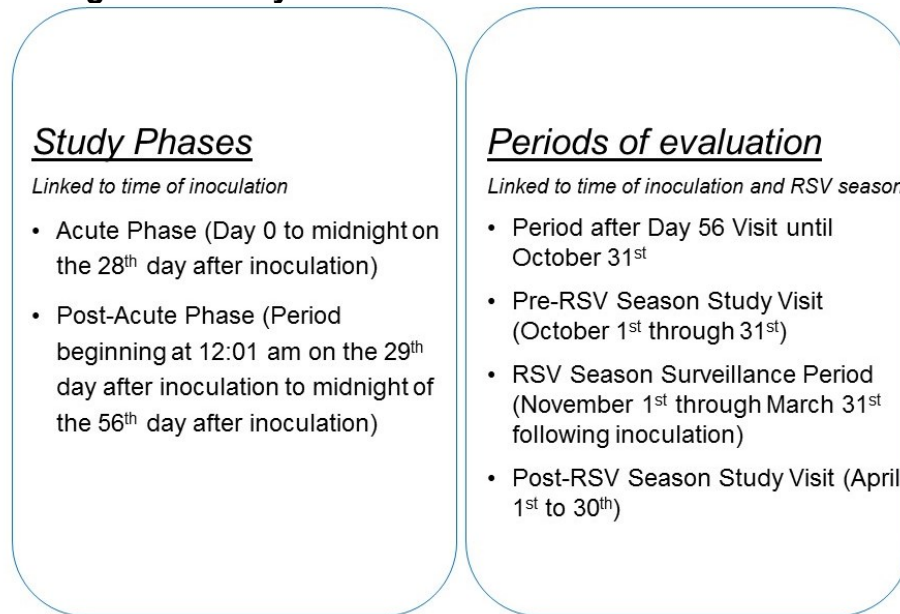 Study Phases
Linked to time of inoculation
• Acute Phase (Day 0 to midnight on
the 28th day after inoculation)
• Post-Acute Phase (Period
beginning at 12:01 am on the 29th
day after inoculation to midnight of
the 56th day after inoculation)
Periods of evaluation
Linked to time of inoculation and RSV season
• Period after Day 56 Visit until
October 31st
• Pre-RSV Season Study Visit
(October 1st through 31st)
• RSV Season Surveillance Period
(November 1st through March 31st
following inoculation)
• Post-RSV Season Study Visit (April
1st to 30th)